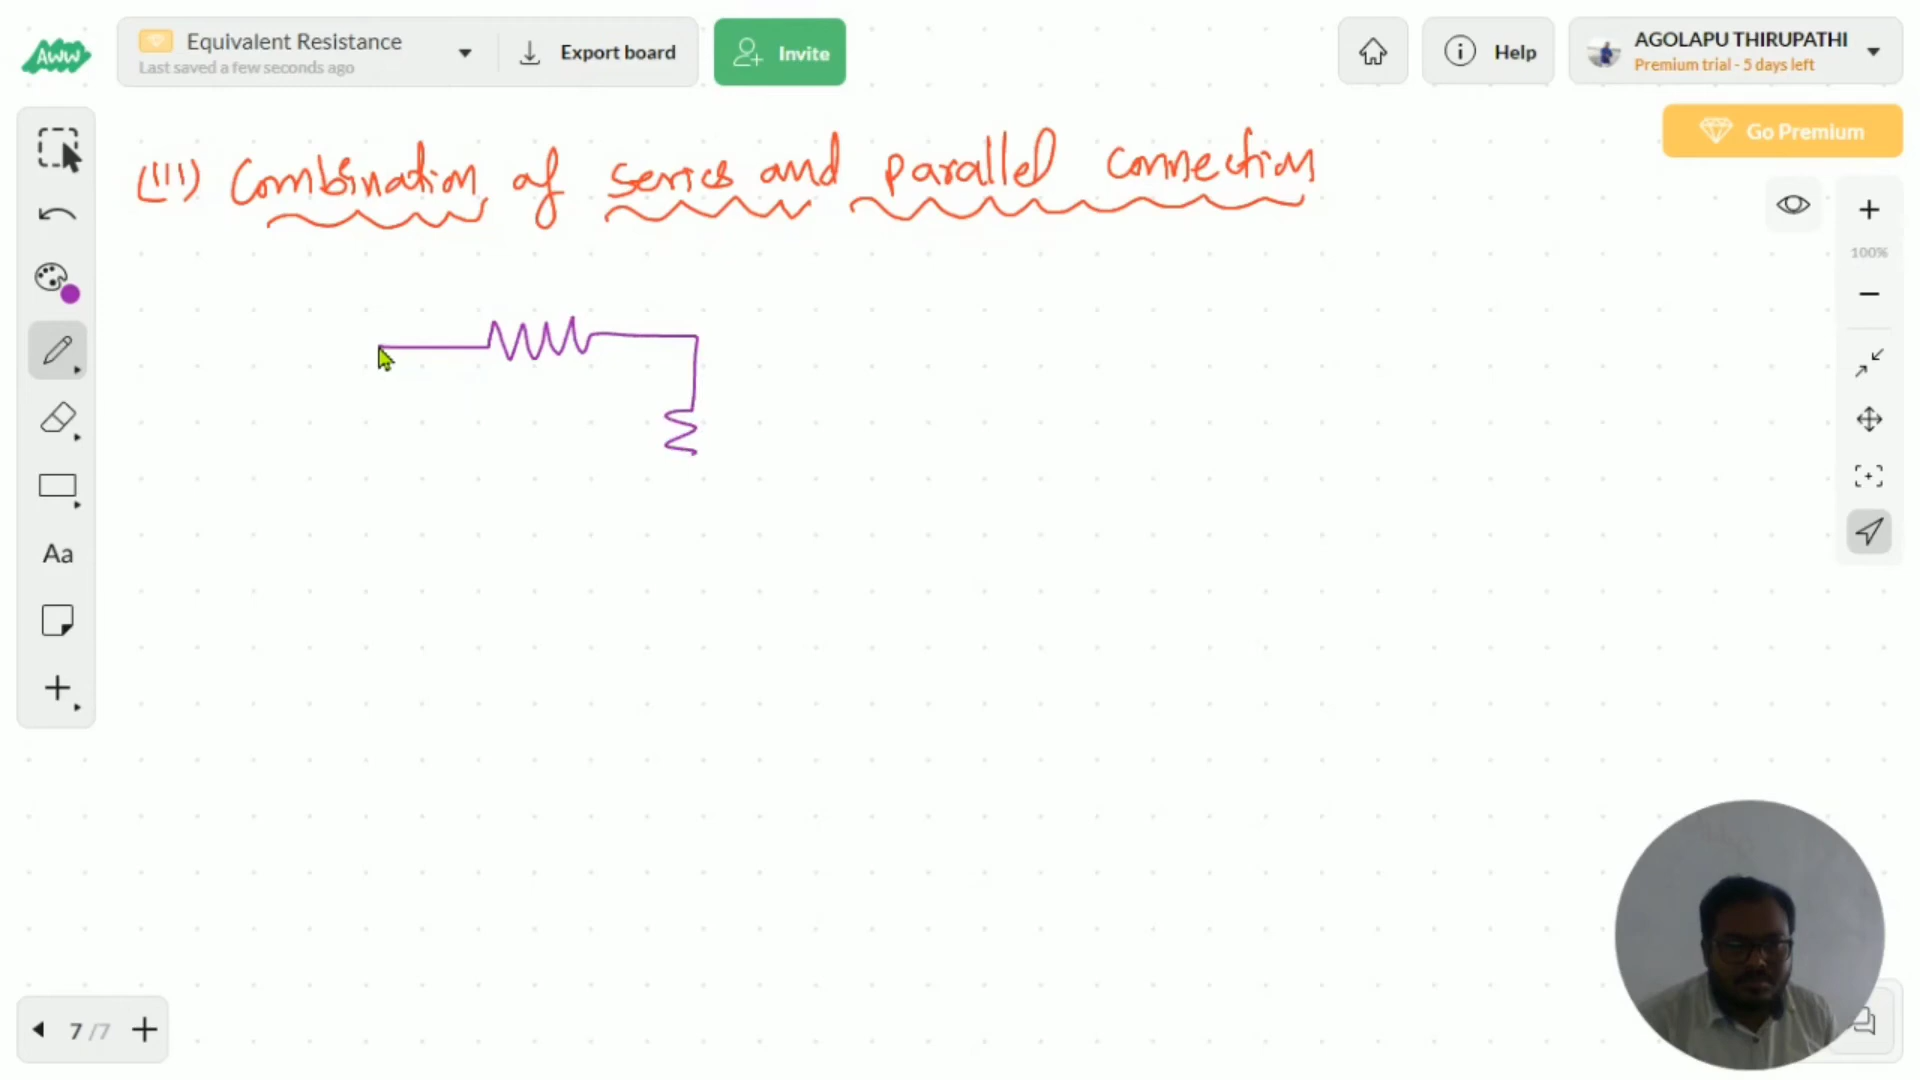 AWW
Equivalent Resistance
Last saved a few seconds ago
Export board
Invite
Help
AGOLAPU THIRUPATHI
Premium trial - 5 days left
Go Premium
(III) Combination of series and parallel connection
100%
Aa
7 /7